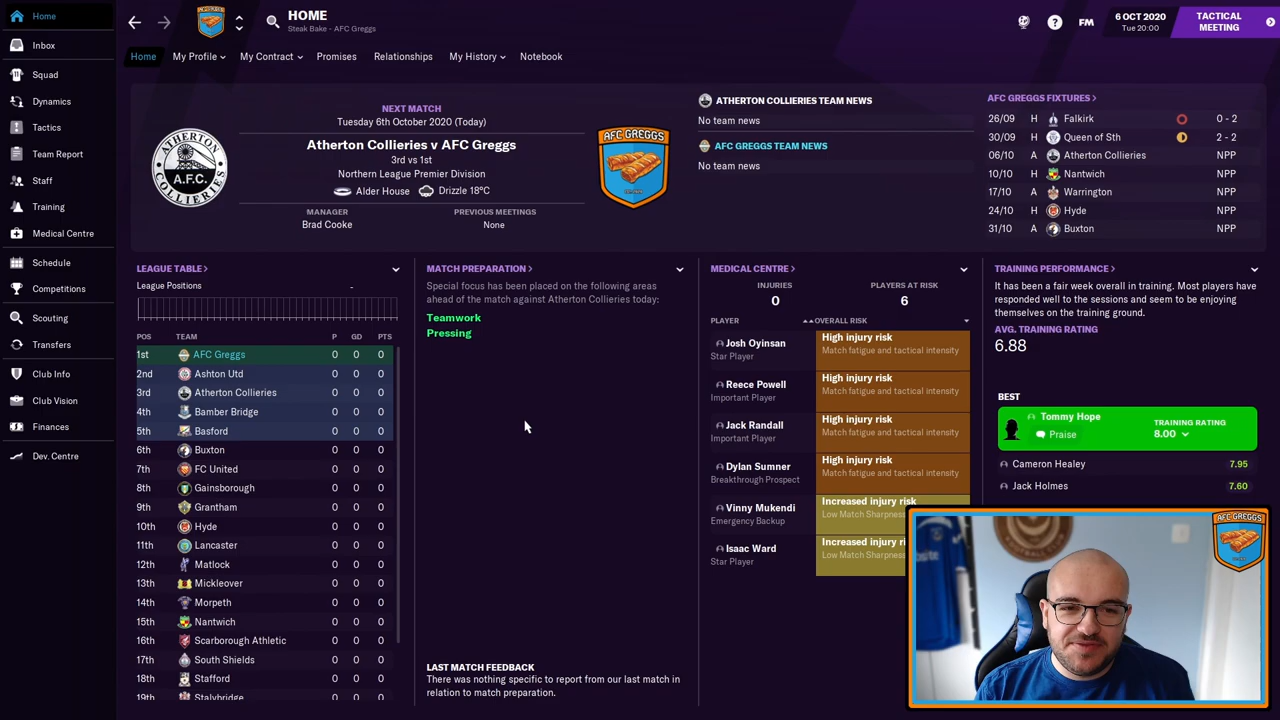 Home
Inbox
Squad
Dynamics
Tactics
Team Report
Staff
Training
Medical Centre
Schedule
Competitions
Scouting
Transfers
Club Info
Club Vision
Finances
Dev. Centre
HOME
Steak Bake - AFC Greggs
FM
6 OCT 2020
Tue 20:00
TACTICAL
MEETING
Home My Profile My Contract Promises Relationships My History Notebook
NEXT MATCH
Tuesday 6th October 2020 (Today)
Atherton Collieries v AFC Greggs
3rd vs 1st
Northern League Premier Division
Alder House Drizzle 18°C
MANAGER
Brad Cooke
PREVIOUS MEETINGS
None
ATHERTON
A.F.C.
COLLIERIES
AFC GREGGS
ATHERTON COLLIERIES TEAM NEWS
No team news
AFC GREGGS TEAM NEWS
No team news
AFC GREGGS FIXTURES >
26/09 H Falkirk 0 - 2
30/09 H Queen of Sth 2 - 2
06/10 A Atherton Collieries NPP
10/10 H Nantwich NPP
17/10 A Warrington NPP
24/10 H Hyde NPP
31/10 A Buxton NPP
LEAGUE TABLE >
League Positions -
POS TEAM P GD PTS
1st AFC Greggs 0 0 0
2nd Ashton Utd 0 0 0
3rd Atherton Collieries 0 0 0
4th Bamber Bridge 0 0 0
5th Basford 0 0 0
6th Buxton 0 0 0
7th FC United 0 0 0
8th Gainsborough 0 0 0
9th Grantham 0 0 0
10th Hyde 0 0 0
11th Lancaster 0 0 0
12th Matlock 0 0 0
13th Mickleover 0 0 0
14th Morpeth 0 0 0
15th Nantwich 0 0 0
16th Scarborough Athletic 0 0 0
17th South Shields 0 0 0
18th Stafford 0 0 0
19th Stalybridge 0 0 0
MATCH PREPARATION >
Special focus has been placed on the following areas
ahead of the match against Atherton Collieries today:
Teamwork
Pressing
LAST MATCH FEEDBACK
There was nothing specific to report from our last match in
relation to match preparation.
MEDICAL CENTRE >
INJURIES
0
PLAYERS AT RISK
6
PLAYER OVERALL RISK
Josh Oyinsan
Star Player
High injury risk
Match fatigue and tactical intensity
Reece Powell
Important Player
High injury risk
Match fatigue and tactical intensity
Jack Randall
Important Player
High injury risk
Match fatigue and tactical intensity
Dylan Sumner
Breakthrough Prospect
High injury risk
Match fatigue and tactical intensity
Vinny Mukendi
Emergency Backup
Increased injury risk
Low Match Sharpness
Isaac Ward
Star Player
Increased injury ri
Low Match Sharpness
TRAINING PERFORMANCE >
It has been a fair week overall in training. Most players
have responded well to the sessions and seem to be enjoying
themselves on the training ground.
AVG. TRAINING RATING
6.88
BEST
Tommy Hope
Praise
TRAINING RATING
8.00
Cameron Healey 7.95
Jack Holmes 7.60
AFC GREGGS